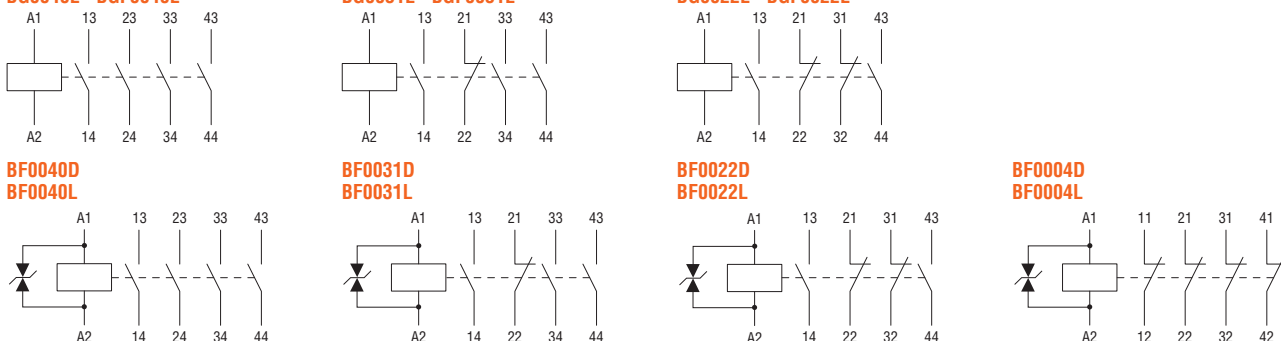 A1 13 23 33 43
A2 14 24 34 44
A1 13 21 33 43
A2 14 22 34 44
A1 13 21 31 43
A2 14 22 32 44
BF0040D
BF0040L
A1 13 23 33 43
A2 14 24 34 44
BF0031D
BF0031L
A1 13 21 33 43
A2 14 22 34 44
BF0022D
BF0022L
A1 13 21 31 43
A2 14 22 32 44
BF0004D
BF0004L
A1 11 21 31 41
A2 12 22 32 42